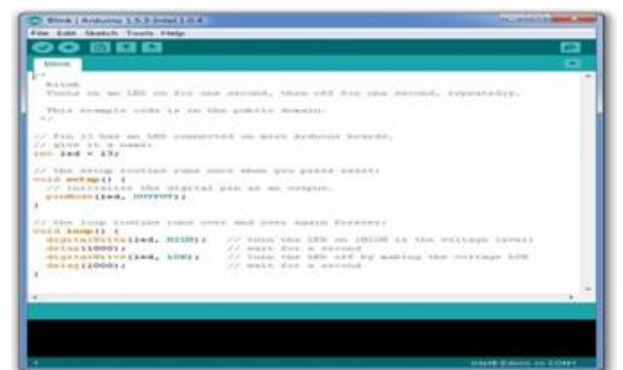 Blink | Arduino 1.5.3-Intel.1.0.4
File Edit Sketch Tools Help
Blink
/*
Blink
Turns on an LED on for one second, then off for one second, repeatedly.
This example code is in the public domain.
*/
// Pin 13 has an LED connected on most Arduino boards.
// give it a name:
int led = 13;
// the setup routine runs once when you press reset:
void setup() {
// initialize the digital pin as an output.
pinMode(led, OUTPUT);
}
// the loop routine runs over and over again forever:
void loop() {
digitalWrite(led, HIGH); // turn the LED on (HIGH is the voltage level)
delay(1000); // wait for a second
digitalWrite(led, LOW); // turn the LED off by making the voltage LOW
delay(1000); // wait for a second
}
Intel® Edison on COM7